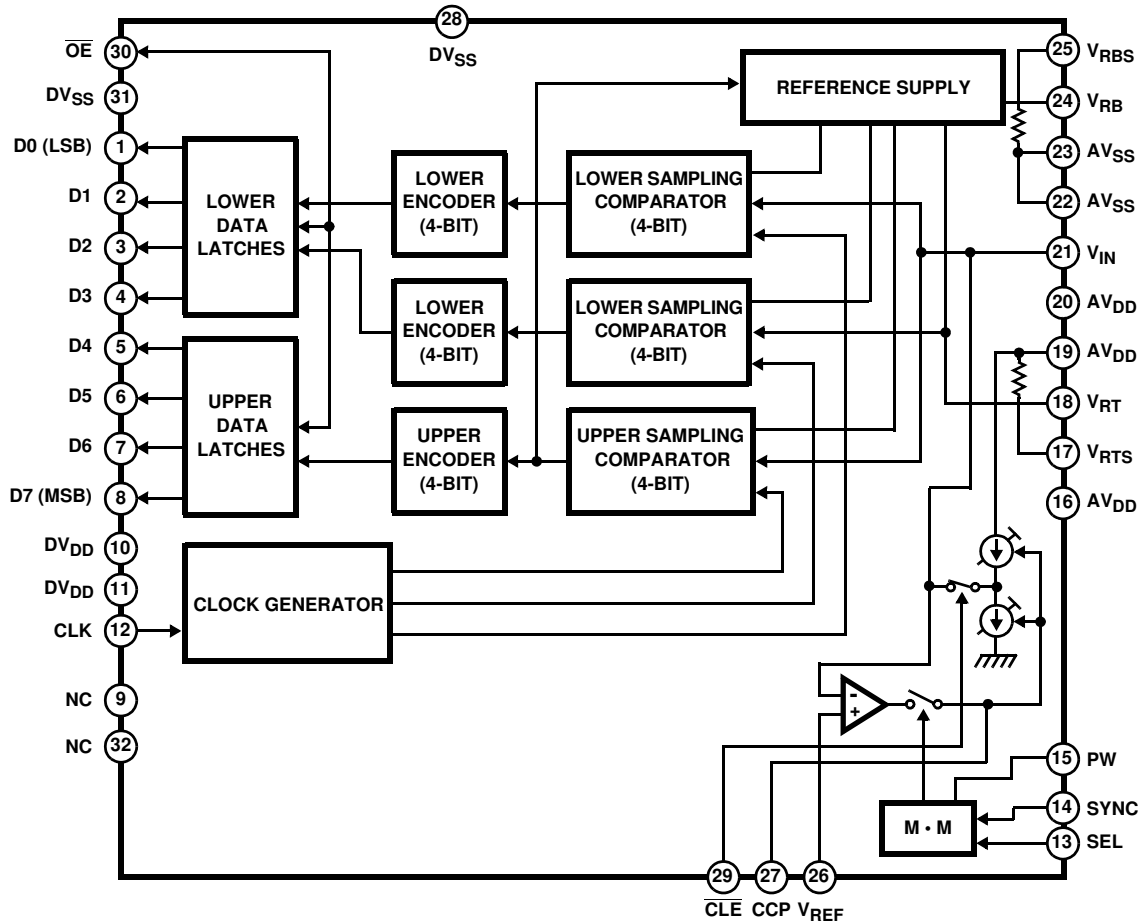 28
DVSS
OE
30
DVSS
31
D0 (LSB)
1
D1
2
D2
3
D3
4
D4
5
D5
6
D6
7
D7 (MSB)
8
DVDD
10
DVDD
11
CLK
12
NC
9
NC
32
LOWER
DATA
LATCHES
UPPER
DATA
LATCHES
CLOCK GENERATOR
LOWER
ENCODER
(4-BIT)
LOWER
ENCODER
(4-BIT)
UPPER
ENCODER
(4-BIT)
LOWER SAMPLING
COMPARATOR
(4-BIT)
LOWER SAMPLING
COMPARATOR
(4-BIT)
UPPER SAMPLING
COMPARATOR
(4-BIT)
REFERENCE SUPPLY
25
VRBS
24
VRB
23
AVSS
22
AVSS
21
VIN
20
AVDD
19
AVDD
18
VRT
17
VRTS
16
AVDD
-
+
15
PW
14
SYNC
13
SEL
M • M
29
CLE
27
CCP
26
VREF